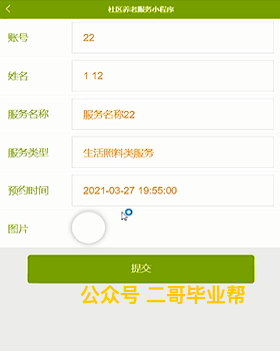 社区养老服务小程序
账号 22
姓名 1 12
服务名称 服务名称22
服务类型 生活照料类服务
预约时间 2021-03-27 19:55:00
图片
提交
公众号 二哥毕业帮